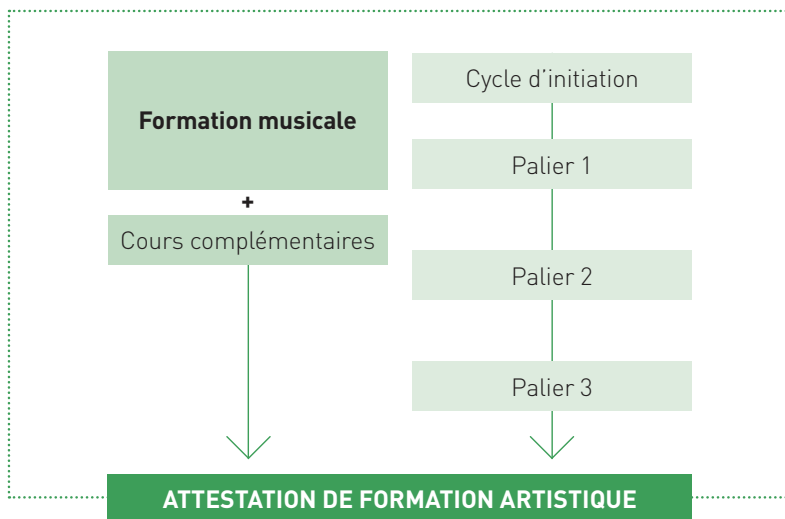 Formation musicale
+
Cours complémentaires
Cycle d’initiation
Palier 1
Palier 2
Palier 3
ATTESTATION DE FORMATION ARTISTIQUE